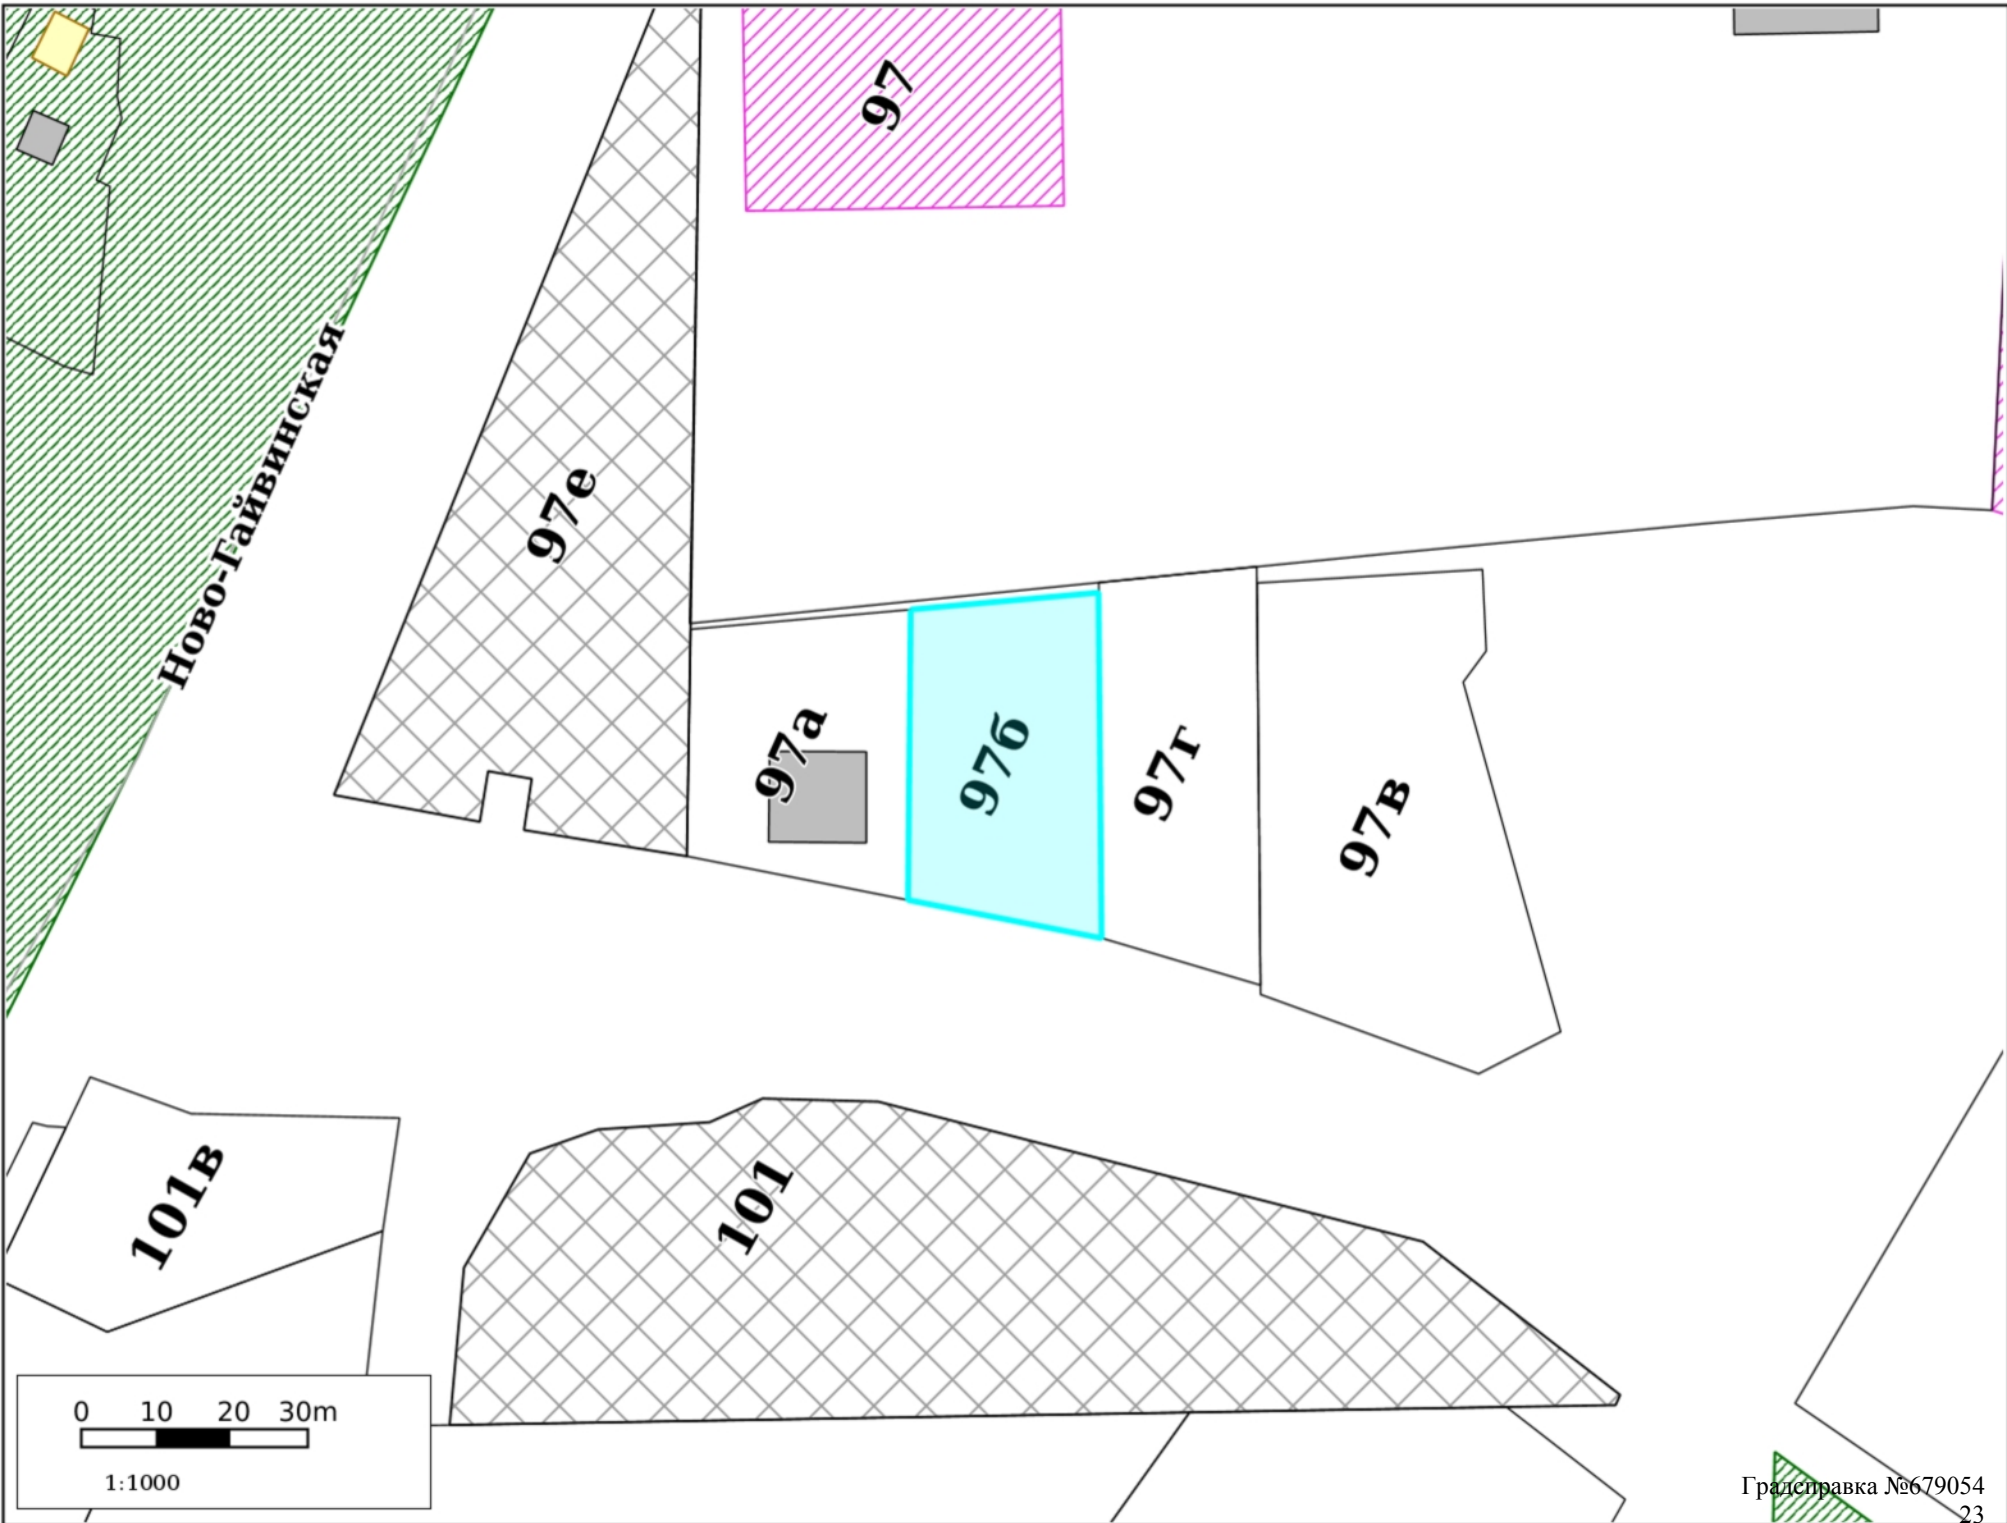 97
Ново-Гайвинская
97е
97а
97б
97г
97в
101в
101
0 10 20 30m
1:1000
Градсправка №679054
23